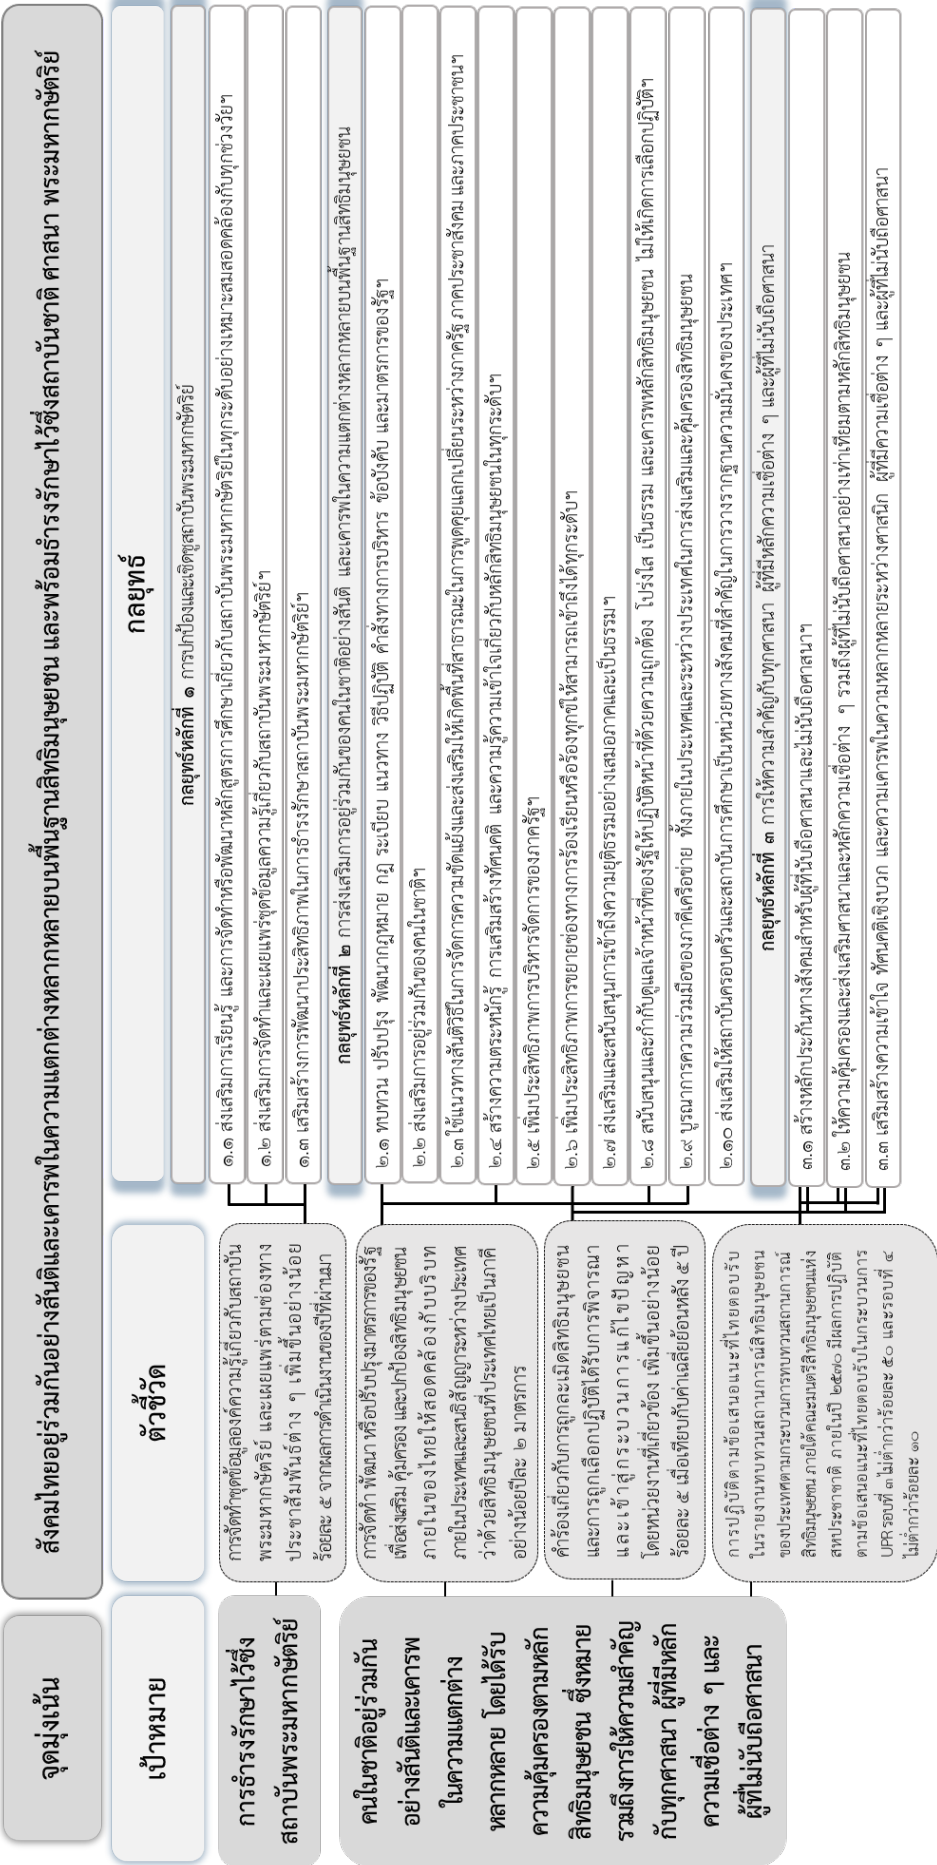 จุดมุ่งเน้น
สังคมไทยอยู่ร่วมกันอย่างสันติและเคารพในความแตกต่างหลากหลายบนพื้นฐานสิทธิมนุษยชน และพร้อมธำรงรักษาไว้ซึ่งสถาบันชาติ ศาสนา พระมหากษัตริย์
เป้าหมาย
ตัวชี้วัด
กลยุทธ์
การธำรงรักษาไว้ซึ่ง
สถาบันพระมหากษัตริย์
คนในชาติอยู่ร่วมกัน
อย่างสันติและเคารพ
ในความแตกต่าง
หลากหลาย โดยได้รับ
ความคุ้มครองตามหลัก
สิทธิมนุษยชน ซึ่งหมาย
รวมถึงการให้ความสำคัญ
กับทุกศาสนา ผู้ที่มีหลัก
ความเชื่อต่าง ๆ และ
ผู้ที่ไม่นับถือศาสนา
การจัดทำชุดข้อมูลองค์ความรู้เกี่ยวกับสถาบัน
พระมหากษัตริย์ และเผยแพร่ตามช่องทาง
ประชาสัมพันธ์ต่าง ๆ เพิ่มขึ้นอย่างน้อย
ร้อยละ ๕ จากผลการดำเนินงานของปีที่ผ่านมา
การจัดทำ พัฒนา หรือปรับปรุงมาตรการของรัฐ
เพื่อส่งเสริม คุ้มครอง และปกป้องสิทธิมนุษยชน
ภายในของไทยให้สอดคล้องกับบริบท
ภายในประเทศและสนธิสัญญาระหว่างประเทศ
ว่าด้วยสิทธิมนุษยชนที่ประเทศไทยเป็นภาคี
อย่างน้อยปีละ ๒ มาตรการ
คำร้องเกี่ยวกับการถูกละเมิดสิทธิมนุษยชน
และการถูกเลือกปฏิบัติได้รับการพิจารณา
และเข้าสู่กระบวนการแก้ไขปัญหา
โดยหน่วยงานที่เกี่ยวข้อง เพิ่มขึ้นอย่างน้อย
ร้อยละ ๕ เมื่อเทียบกับค่าเฉลี่ยย้อนหลัง ๕ ปี
การปฏิบัติตามข้อเสนอแนะที่ไทยตอบรับ
ในรายงานทบทวนสถานการณ์สิทธิมนุษยชน
ของประเทศตามกระบวนการทบทวนสถานการณ์
สิทธิมนุษยชน ภายใต้คณะมนตรีสิทธิมนุษยชนแห่ง
สหประชาชาติ ภายในปี ๒๕๗๐ มีผลการปฏิบัติ
ตามข้อเสนอแนะที่ไทยตอบรับในกระบวนการ
UPR รอบที่ ๓ ไม่ต่ำกว่าร้อยละ ๕๐ และรอบที่ ๔
ไม่ต่ำกว่าร้อยละ ๑๐
กลยุทธ์หลักที่ ๑ การปกป้องและเชิดชูสถาบันพระมหากษัตริย์
๑.๑ ส่งเสริมการเรียนรู้ และการจัดทำหรือพัฒนาหลักสูตรการศึกษาเกี่ยวกับสถาบันพระมหากษัตริย์ในทุกระดับอย่างเหมาะสมสอดคล้องกับทุกช่วงวัยฯ
๑.๒ ส่งเสริมการจัดทำและเผยแพร่ชุดข้อมูลความรู้เกี่ยวกับสถาบันพระมหากษัตริย์ฯ
๑.๓ เสริมสร้างการพัฒนาประสิทธิภาพในการธำรงรักษาสถาบันพระมหากษัตริย์ฯ
กลยุทธ์หลักที่ ๒ การส่งเสริมการอยู่ร่วมกันของคนในชาติอย่างสันติ และเคารพในความแตกต่างหลากหลายบนพื้นฐานสิทธิมนุษยชน
๒.๑ ทบทวน ปรับปรุง พัฒนากฎหมาย กฎ ระเบียบ แนวทาง วิธีปฏิบัติ คำสั่งทางการบริหาร ข้อบังคับ และมาตรการของรัฐฯ
๒.๒ ส่งเสริมการอยู่ร่วมกันของคนในชาติฯ
๒.๓ ใช้แนวทางสันติวิธีในการจัดการความขัดแย้งและส่งเสริมให้เกิดพื้นที่สาธารณะในการพูดคุยแลกเปลี่ยนระหว่างภาครัฐ ภาคประชาสังคม และภาคประชาชนฯ
๒.๔ สร้างความตระหนักรู้ การเสริมสร้างทัศนคติ และความรู้ความเข้าใจเกี่ยวกับหลักสิทธิมนุษยชนในทุกระดับฯ
๒.๕ เพิ่มประสิทธิภาพการบริหารจัดการของภาครัฐฯ
๒.๖ เพิ่มประสิทธิภาพการขยายช่องทางการร้องเรียนหรือร้องทุกข์ให้สามารถเข้าถึงได้ทุกระดับฯ
๒.๗ ส่งเสริมและสนับสนุนการเข้าถึงความยุติธรรมอย่างเสมอภาคและเป็นธรรมฯ
๒.๘ สนับสนุนและกำกับดูแลเจ้าหน้าที่ของรัฐให้ปฏิบัติหน้าที่ด้วยความถูกต้อง โปร่งใส เป็นธรรม และเคารพหลักสิทธิมนุษยชน ไม่ให้เกิดการเลือกปฏิบัติฯ
๒.๙ บูรณาการความร่วมมือของภาคีเครือข่าย ทั้งภายในประเทศและระหว่างประเทศในการส่งเสริมและคุ้มครองสิทธิมนุษยชน
๒.๑๐ ส่งเสริมให้สถาบันครอบครัวและสถาบันการศึกษาเป็นหน่วยทางสังคมที่สำคัญในการวางรากฐานความมั่นคงของประเทศฯ
กลยุทธ์หลักที่ ๓ การให้ความสำคัญกับทุกศาสนา ผู้ที่มีหลักความเชื่อต่าง ๆ และผู้ที่ไม่นับถือศาสนา
๓.๑ สร้างหลักประกันทางสังคมสำหรับผู้ที่นับถือศาสนาและไม่นับถือศาสนาฯ
๓.๒ ให้ความคุ้มครองและส่งเสริมศาสนาและหลักความเชื่อต่าง ๆ รวมถึงผู้ที่ไม่นับถือศาสนาอย่างเท่าเทียมตามหลักสิทธิมนุษยชน
๓.๓ เสริมสร้างความเข้าใจ ทัศนคติเชิงบวก และความเคารพในความหลากหลายระหว่างศาสนิก ผู้ที่มีความเชื่อต่าง ๆ และผู้ที่ไม่นับถือศาสนา